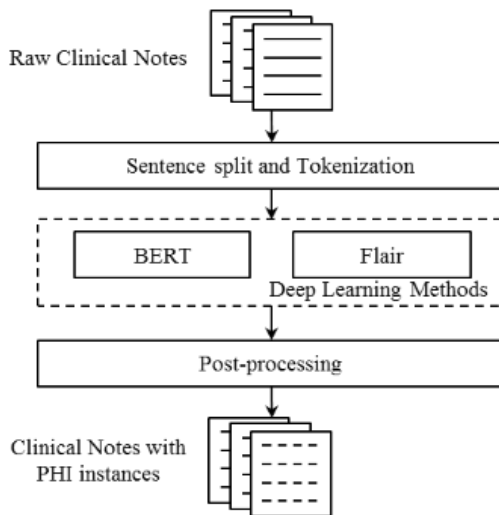 Raw Clinical Notes
Sentence split and Tokenization
BERT
Flair
Deep Learning Methods
Post-processing
Clinical Notes with
PHI instances